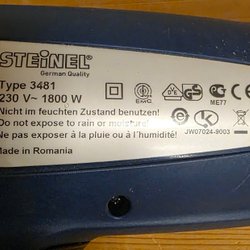 STEINEL
German Quality
Type 3481
230 V~ 1800 W
Nicht im feuchten Zustand benutzen!
Do not expose to rain or moisture!
Ne pas exposer à la pluie ou à l'humidité!
Made in Romania
EMC
ME77
JW07024-9003